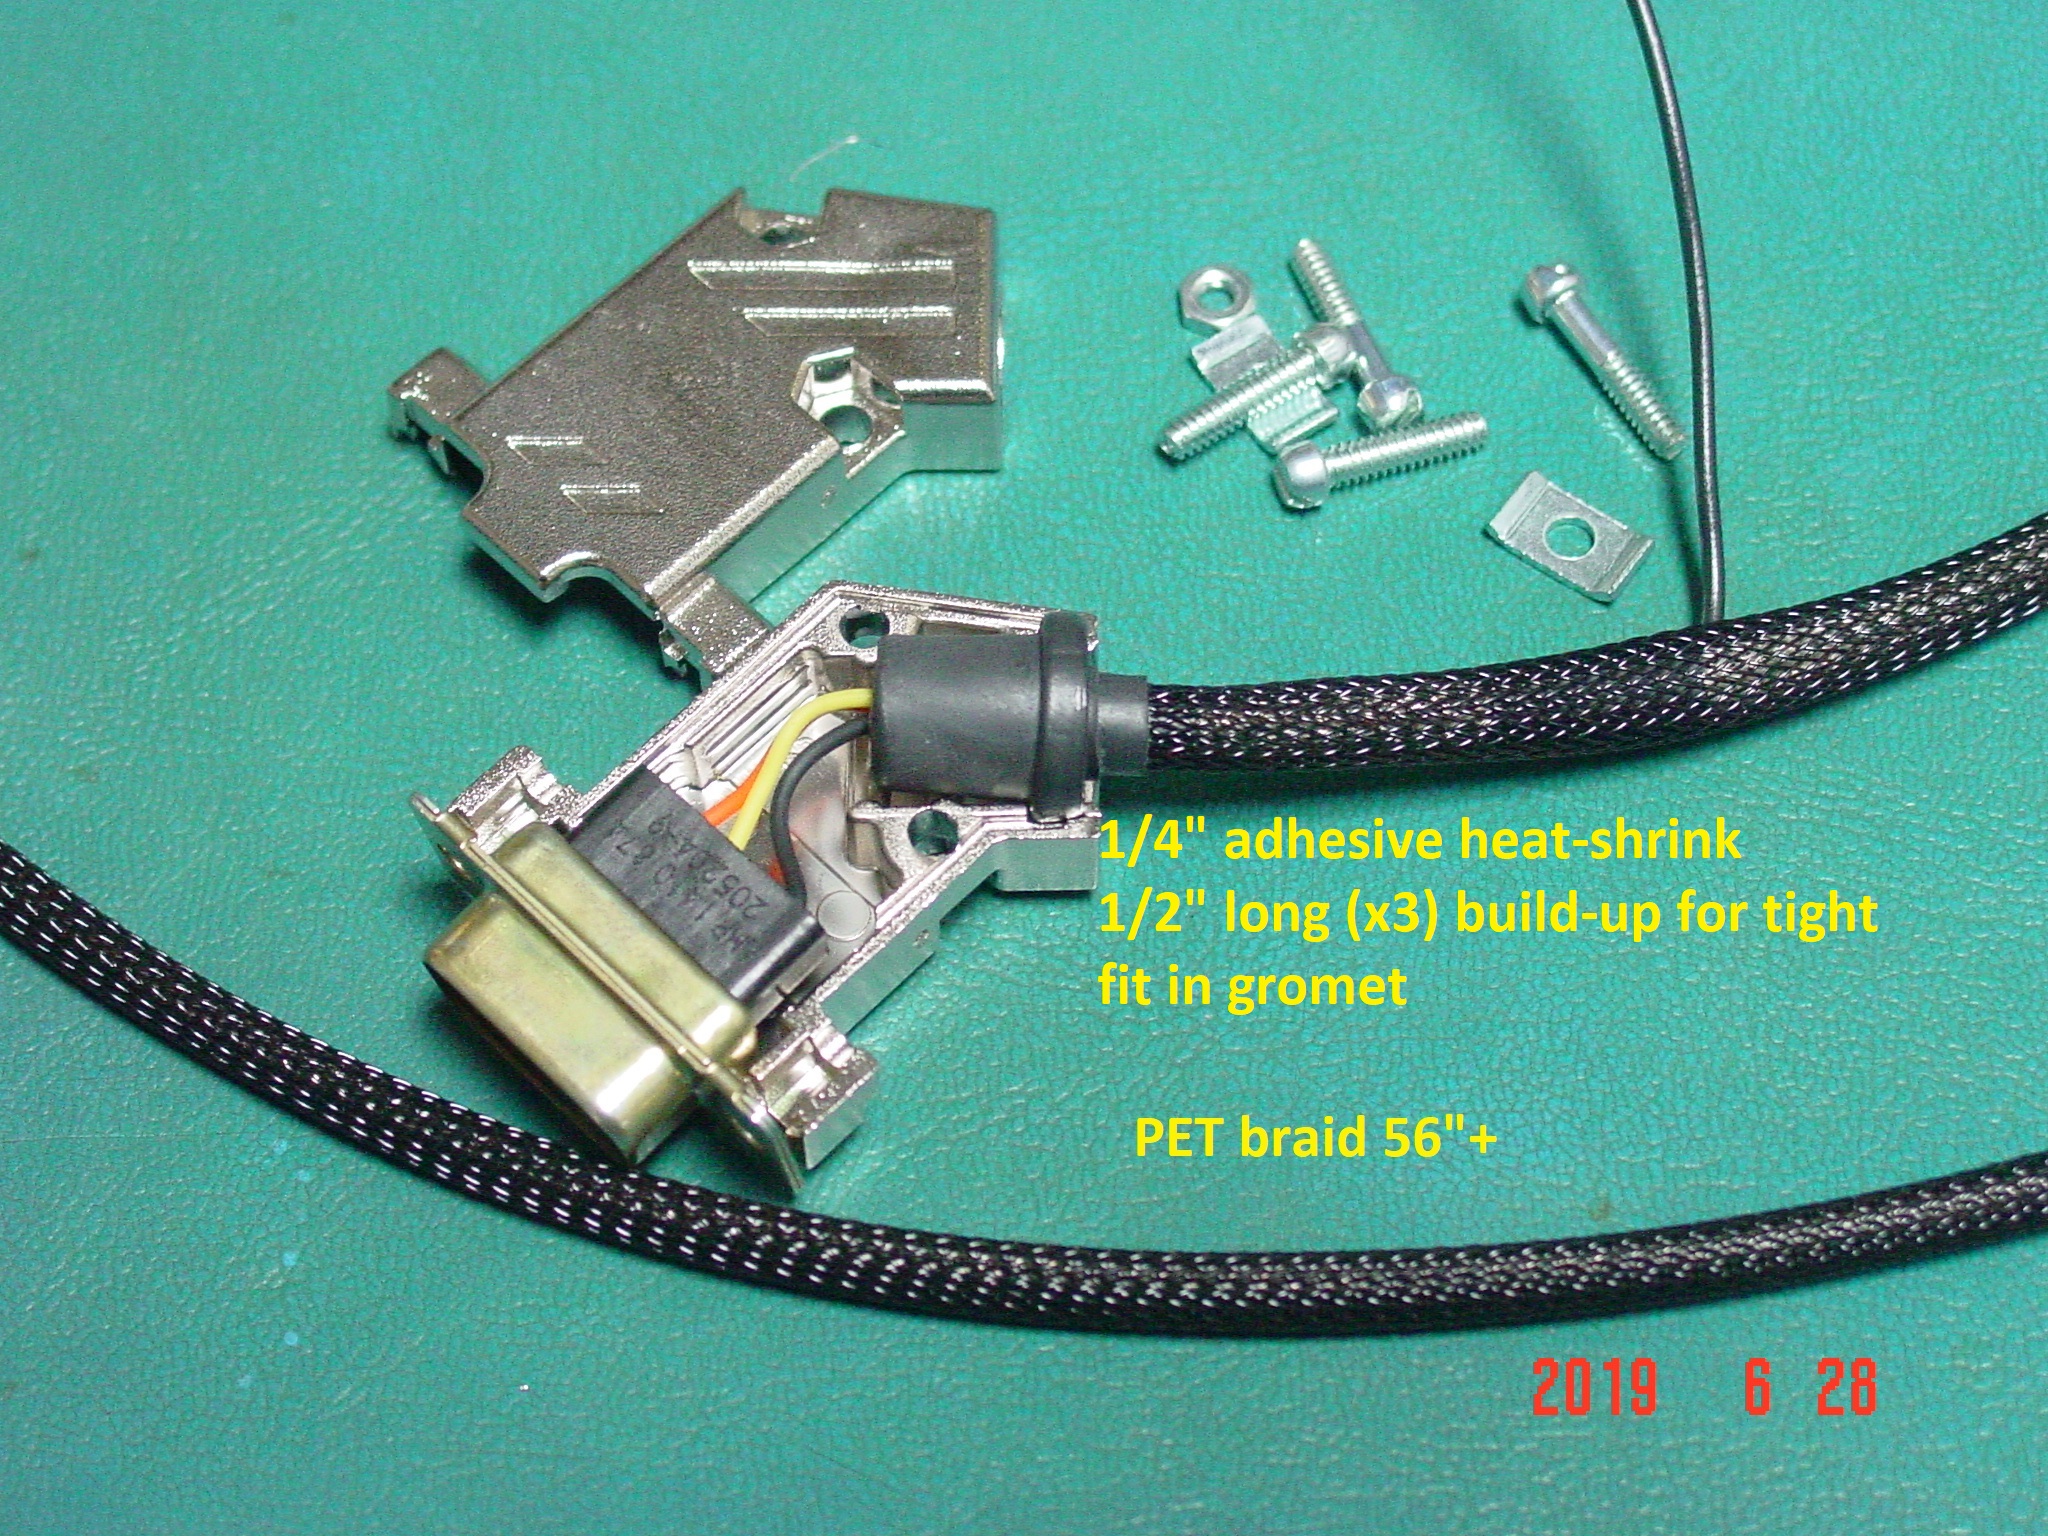 1/4" adhesive heat-shrink
1/2" long (x3) build-up for tight
fit in gromet
PET braid 56"+
2019 6 28